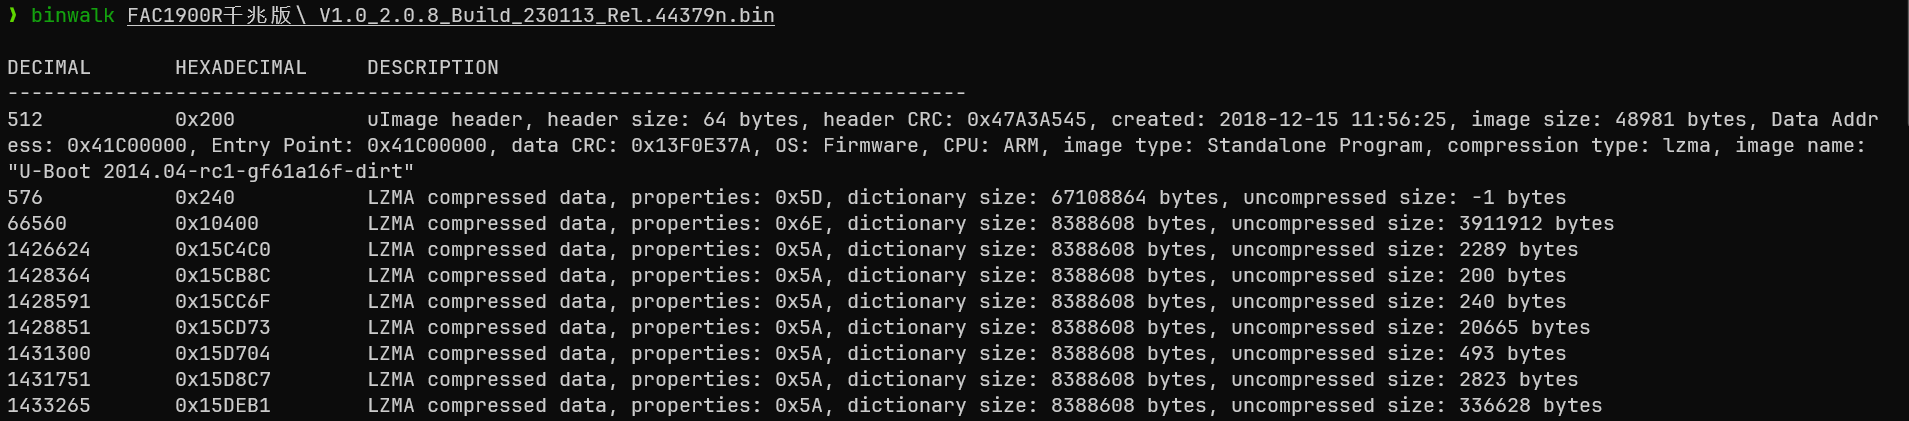 ❯ binwalk FAC1900R千兆版\ V1.0_2.0.8_Build_230113_Rel.44379n.bin
DECIMAL       HEXADECIMAL     DESCRIPTION
--------------------------------------------------------------------------------
512           0x200           uImage header, header size: 64 bytes, header CRC: 0x47A3A545, created: 2018-12-15 11:56:25, image size: 48981 bytes, Data Addr
ess: 0x41C00000, Entry Point: 0x41C00000, data CRC: 0x13F0E37A, OS: Firmware, CPU: ARM, image type: Standalone Program, compression type: lzma, image name:
"U-Boot 2014.04-rc1-gf61a16f-dirt"
576           0x240           LZMA compressed data, properties: 0x5D, dictionary size: 67108864 bytes, uncompressed size: -1 bytes
66560         0x10400         LZMA compressed data, properties: 0x6E, dictionary size: 8388608 bytes, uncompressed size: 3911912 bytes
1426624       0x15C4C0        LZMA compressed data, properties: 0x5A, dictionary size: 8388608 bytes, uncompressed size: 2289 bytes
1428364       0x15CB8C        LZMA compressed data, properties: 0x5A, dictionary size: 8388608 bytes, uncompressed size: 200 bytes
1428591       0x15CC6F        LZMA compressed data, properties: 0x5A, dictionary size: 8388608 bytes, uncompressed size: 240 bytes
1428851       0x15CD73        LZMA compressed data, properties: 0x5A, dictionary size: 8388608 bytes, uncompressed size: 20665 bytes
1431300       0x15D704        LZMA compressed data, properties: 0x5A, dictionary size: 8388608 bytes, uncompressed size: 493 bytes
1431751       0x15D8C7        LZMA compressed data, properties: 0x5A, dictionary size: 8388608 bytes, uncompressed size: 2823 bytes
1433265       0x15DEB1        LZMA compressed data, properties: 0x5A, dictionary size: 8388608 bytes, uncompressed size: 336628 bytes